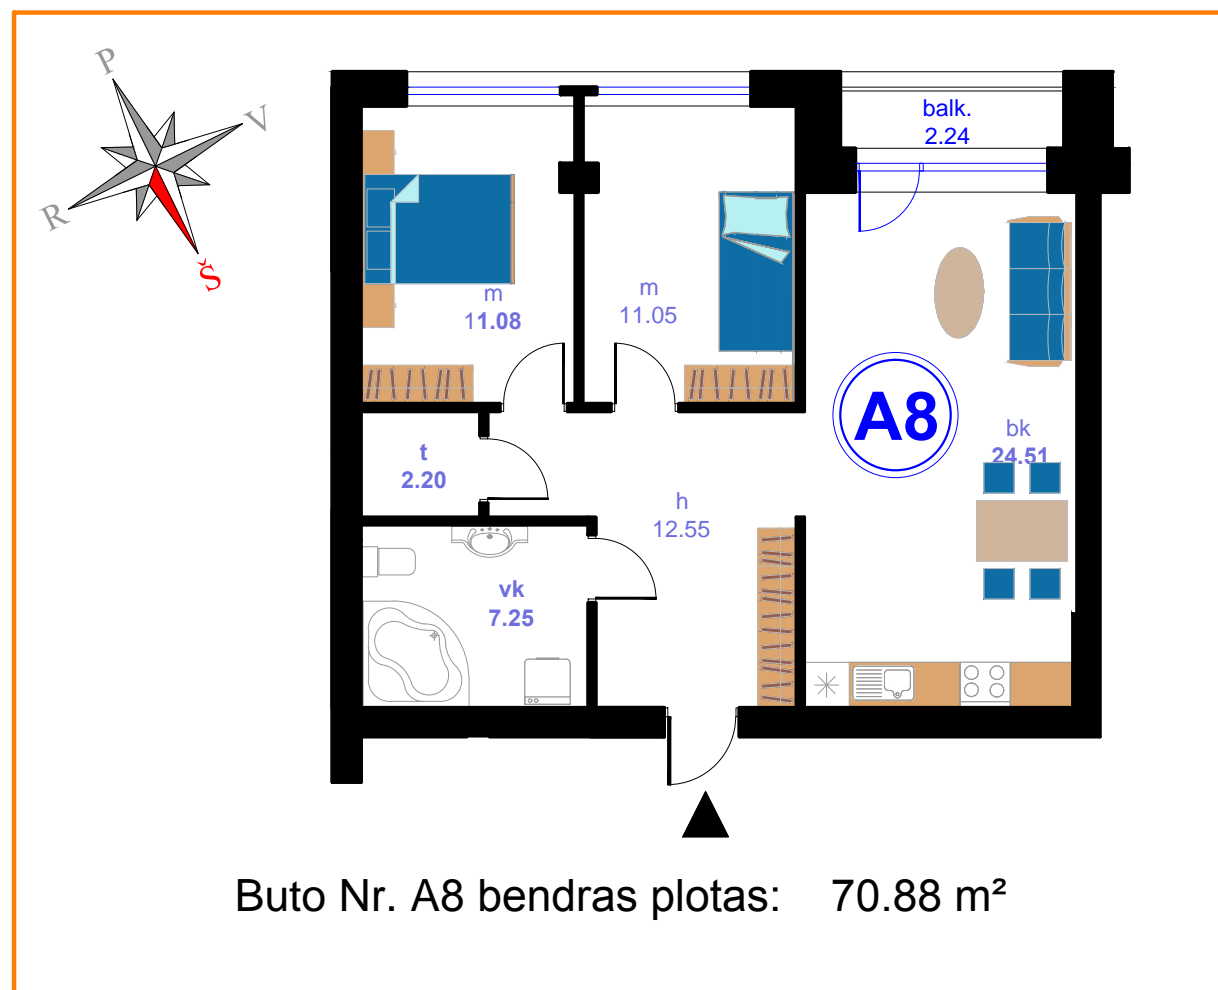 P
V
R
Š
balk.
2.24
m
11.08
m
11.05
A8
bk
24.51
t
2.20
h
12.55
vk
7.25
Buto Nr. A8 bendras plotas: 70.88 m²